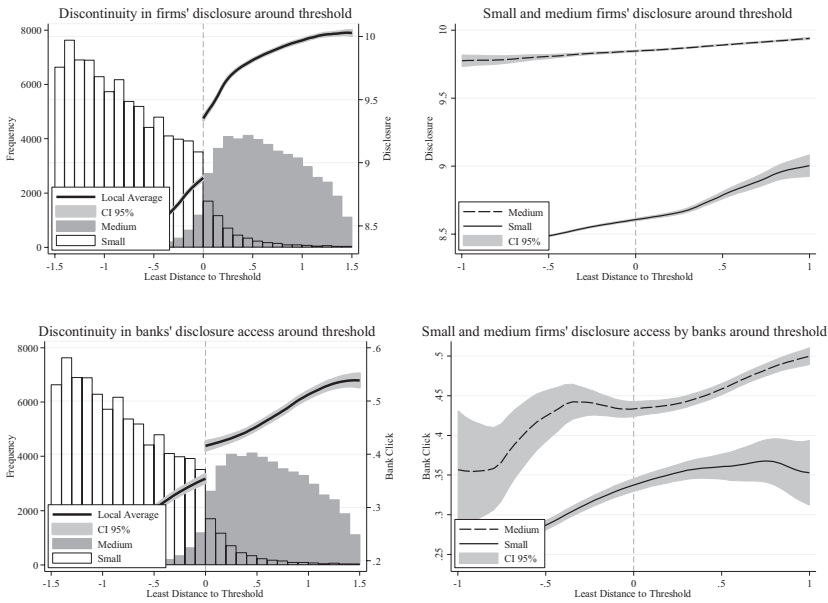 Discontinuity in firms' disclosure around threshold
8000
6000
4000
2000
0
Frequency
10
9.5
9
8.5
Disclosure
Local Average
CI 95%
Medium
Small
-1.5 -1 -.5 0 .5 1 1.5
Least Distance to Threshold
Small and medium firms' disclosure around threshold
10
9.5
9
8.5
Disclosure
Medium
Small
CI 95%
-1 -.5 0 .5 1
Least Distance to Threshold
Discontinuity in banks' disclosure access around threshold
8000
6000
4000
2000
0
Frequency
.6
.5
.4
.3
.2
Bank Click
Local Average
CI 95%
Medium
Small
-1.5 -1 -.5 0 .5 1 1.5
Least Distance to Threshold
Small and medium firms' disclosure access by banks around threshold
.5
.45
.4
.35
.3
.25
Bank Click
Medium
Small
CI 95%
-1 -.5 0 .5 1
Least Distance to Threshold